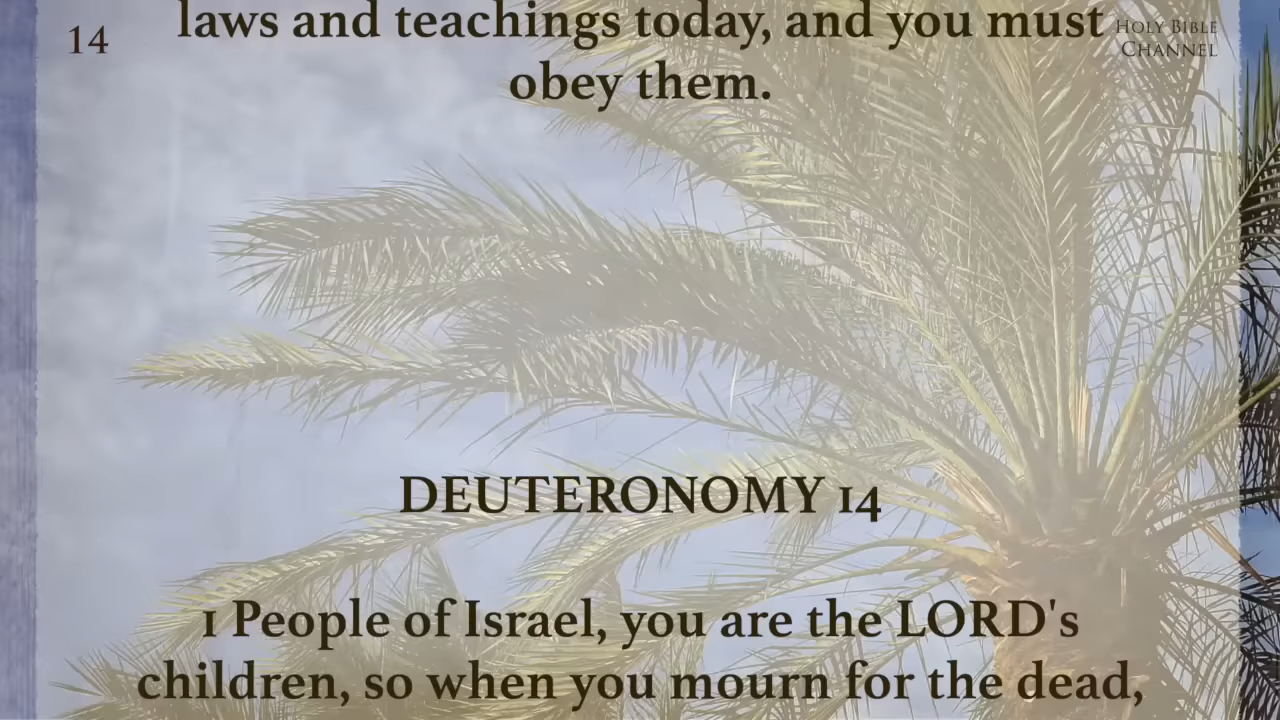 14
laws and teachings today, and you must
obey them.
HOLY BIBLE
CHANNEL
DEUTERONOMY 14
1 People of Israel, you are the LORD's
children, so when you mourn for the dead,